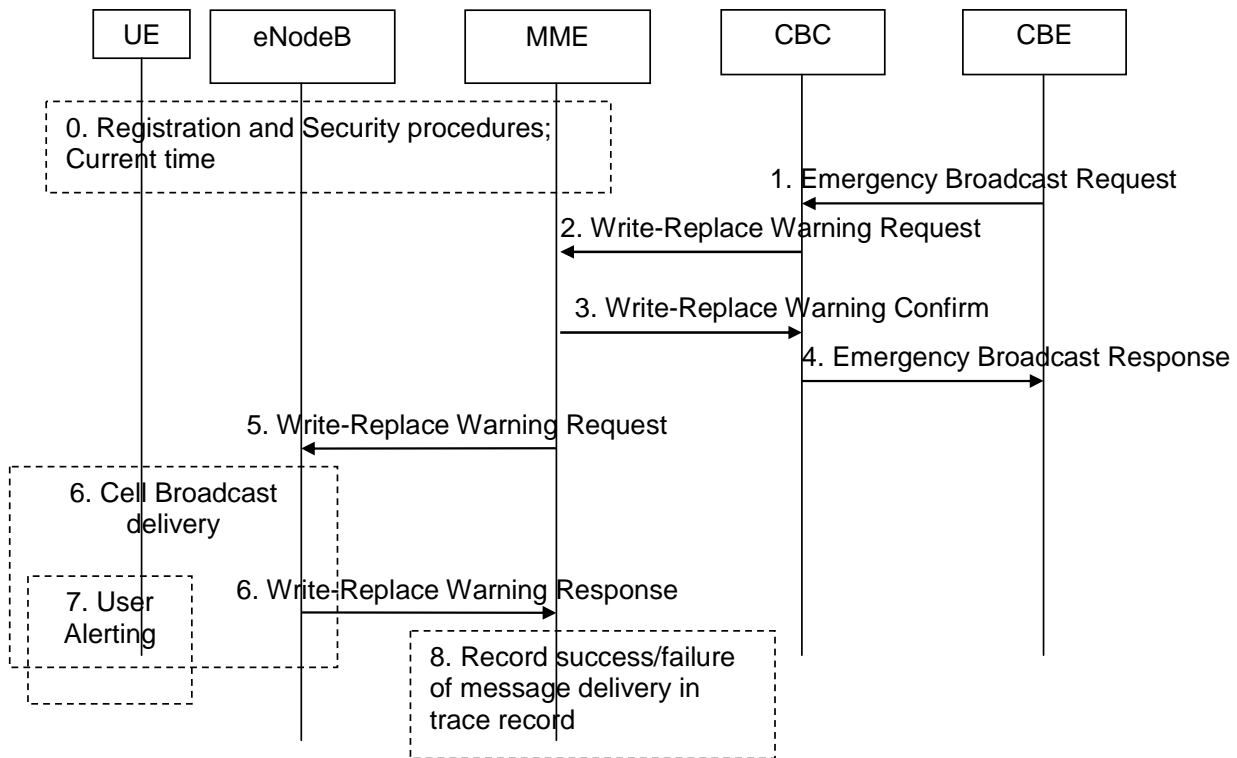 UE
eNodeB
MME
CBC
CBE
0. Registration and Security procedures;
Current time
1. Emergency Broadcast Request
2. Write-Replace Warning Request
3. Write-Replace Warning Confirm
4. Emergency Broadcast Response
5. Write-Replace Warning Request
6. Cell Broadcast
delivery
6. Write-Replace Warning Response
7. User
Alerting
8. Record success/failure
of message delivery in
trace record